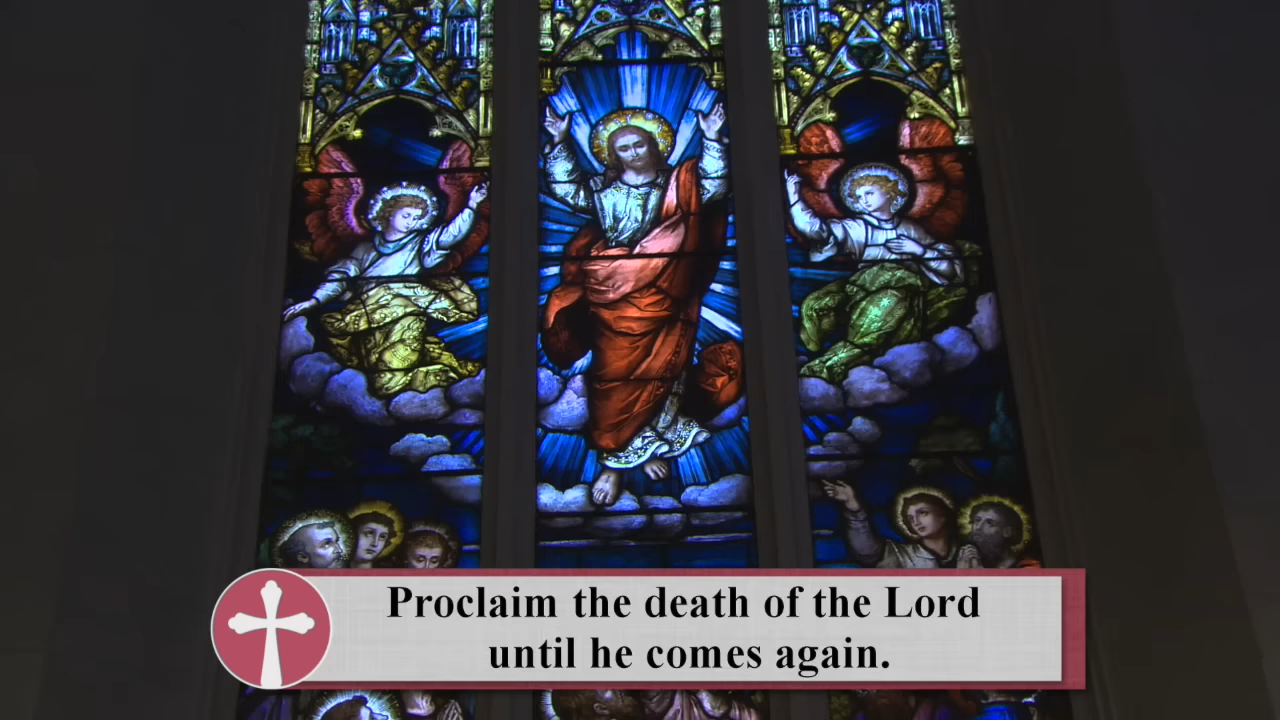 Proclaim the death of the Lord
until he comes again.